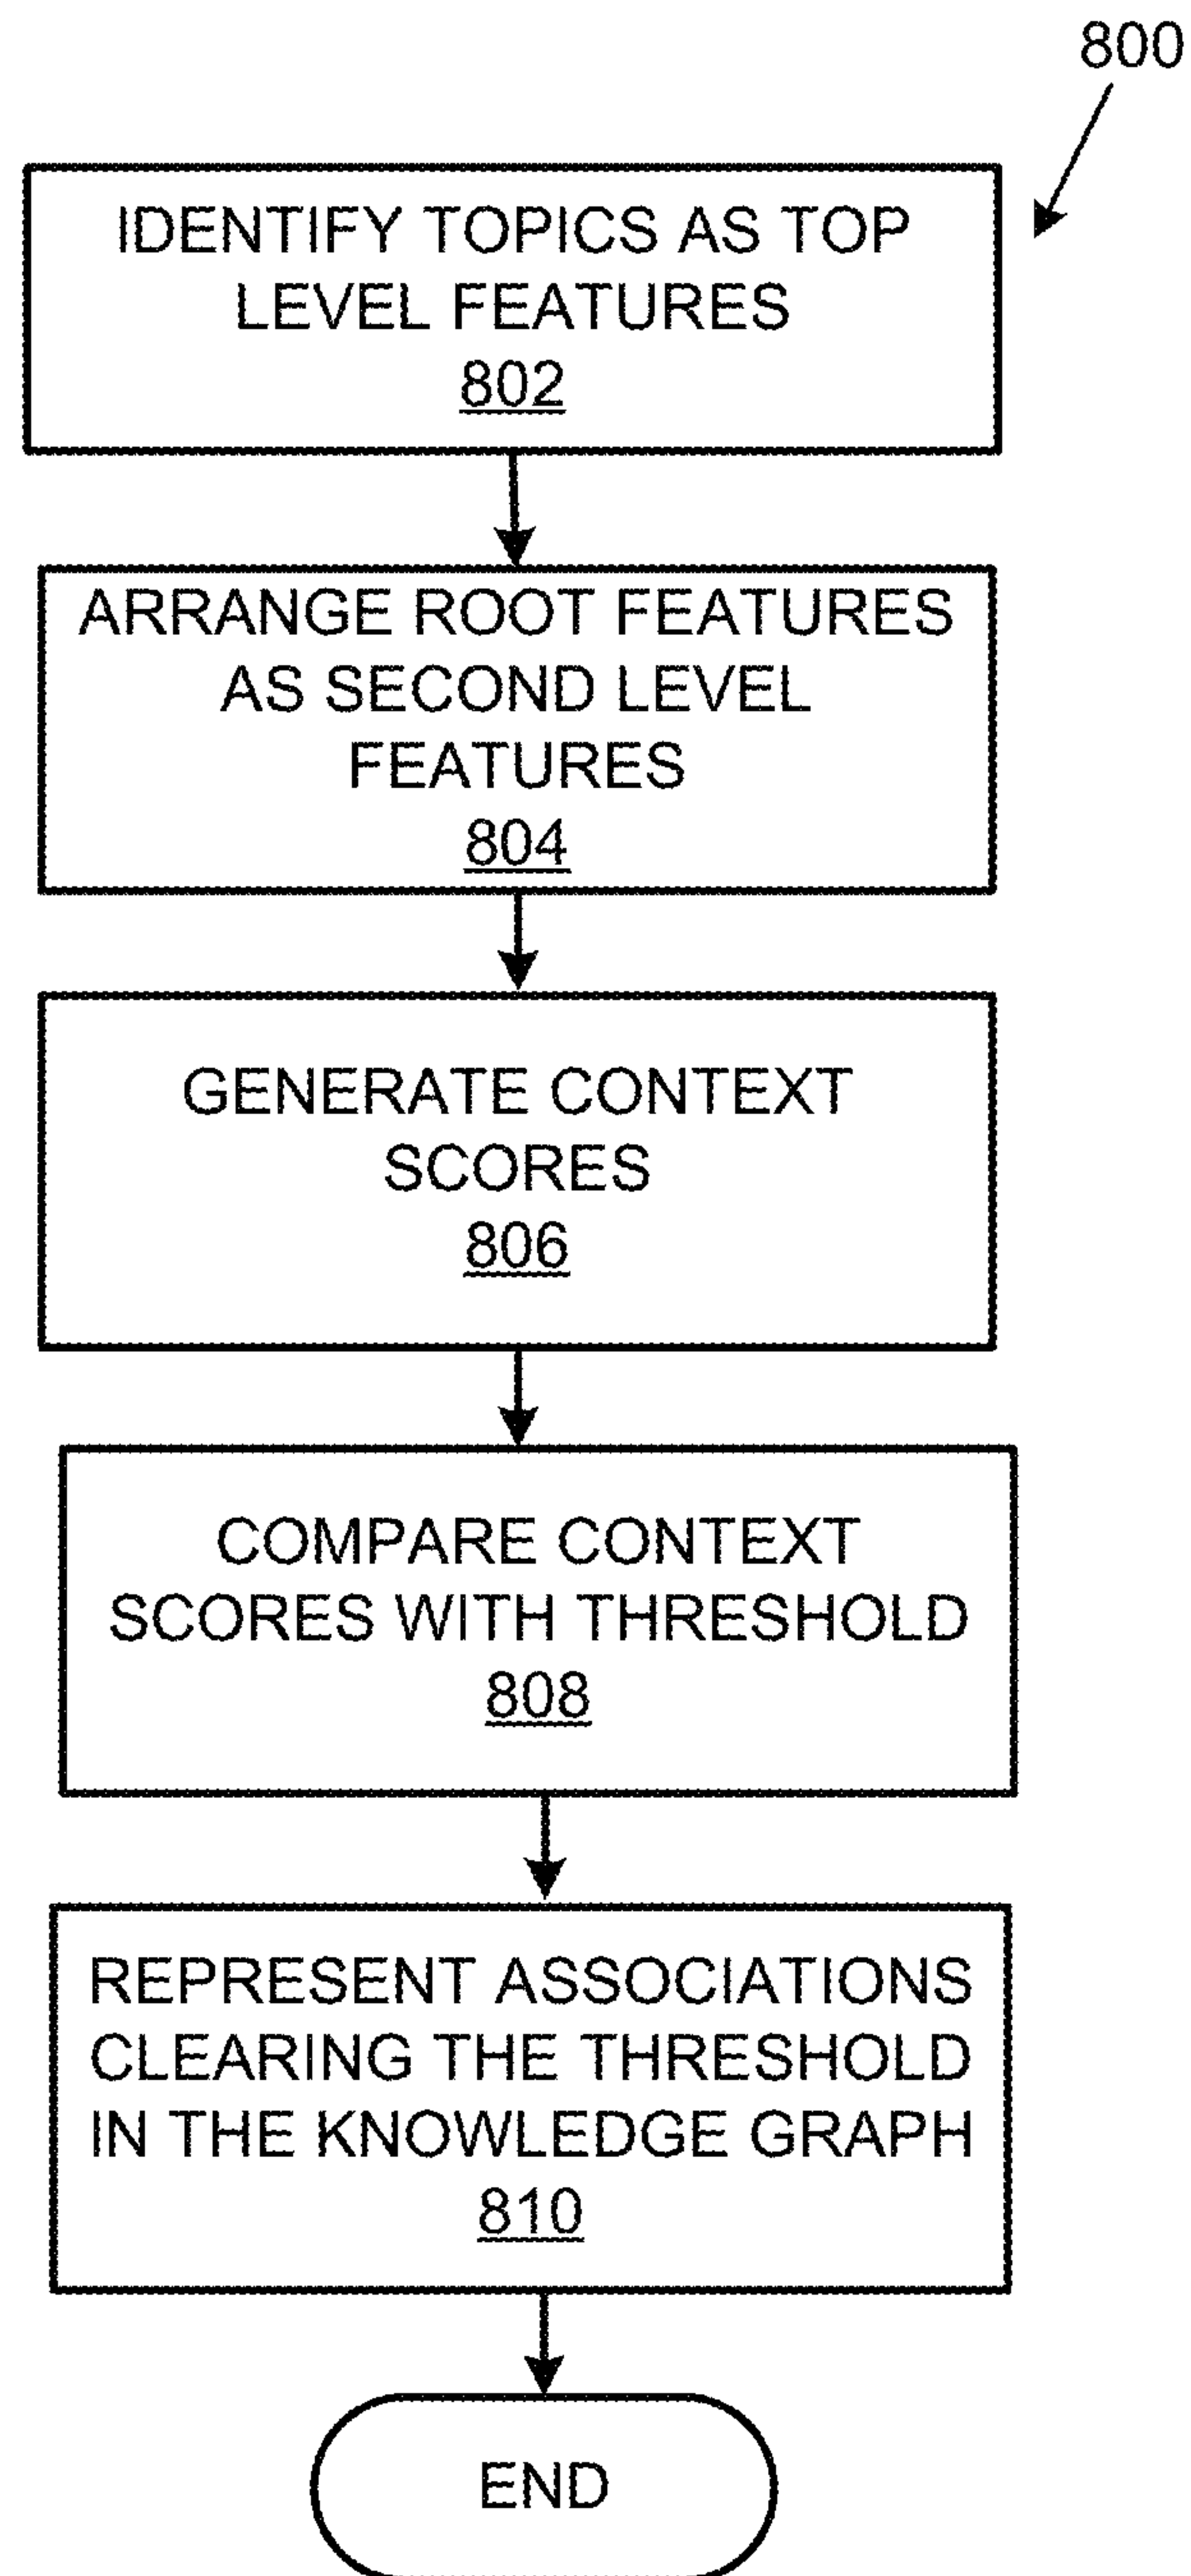 800
IDENTIFY TOPICS AS TOP
LEVEL FEATURES
802
ARRANGE ROOT FEATURES
AS SECOND LEVEL
FEATURES
804
GENERATE CONTEXT
SCORES
806
COMPARE CONTEXT
SCORES WITH THRESHOLD
808
REPRESENT ASSOCIATIONS
CLEARING THE THRESHOLD
IN THE KNOWLEDGE GRAPH
810
END